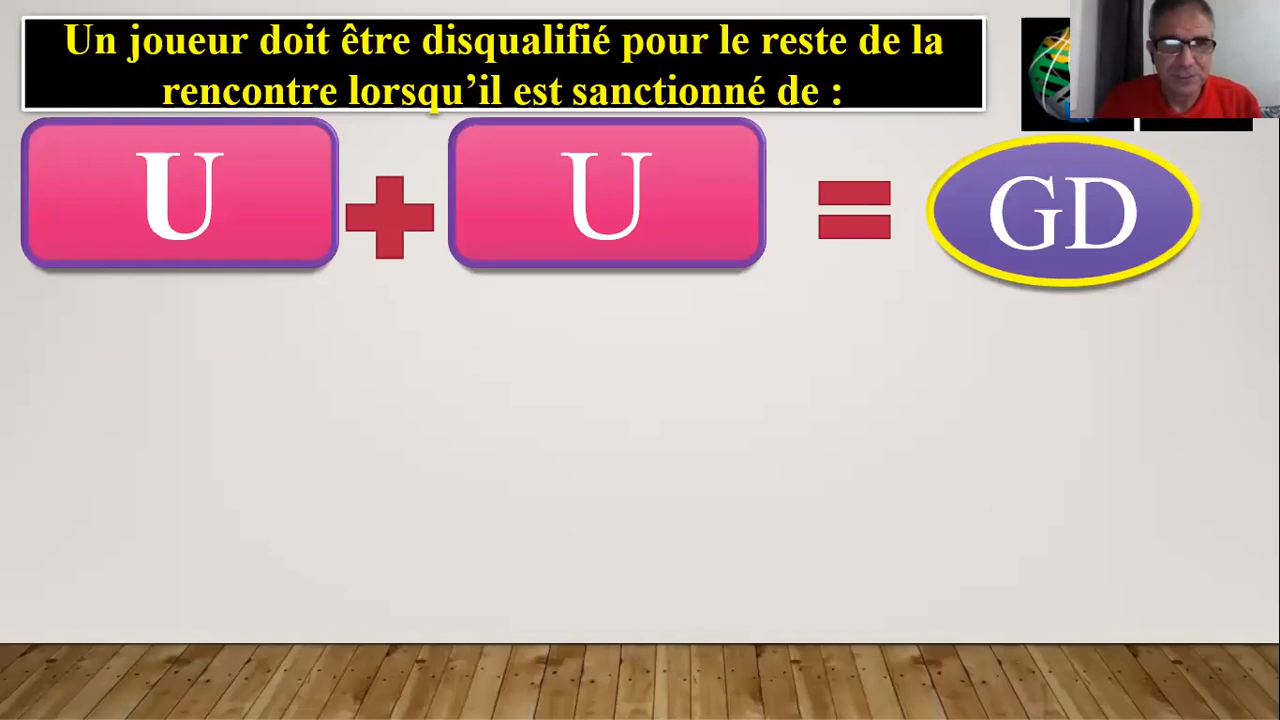 Un joueur doit être disqualifié pour le reste de la
rencontre lorsqu’il est sanctionné de :
U U GD